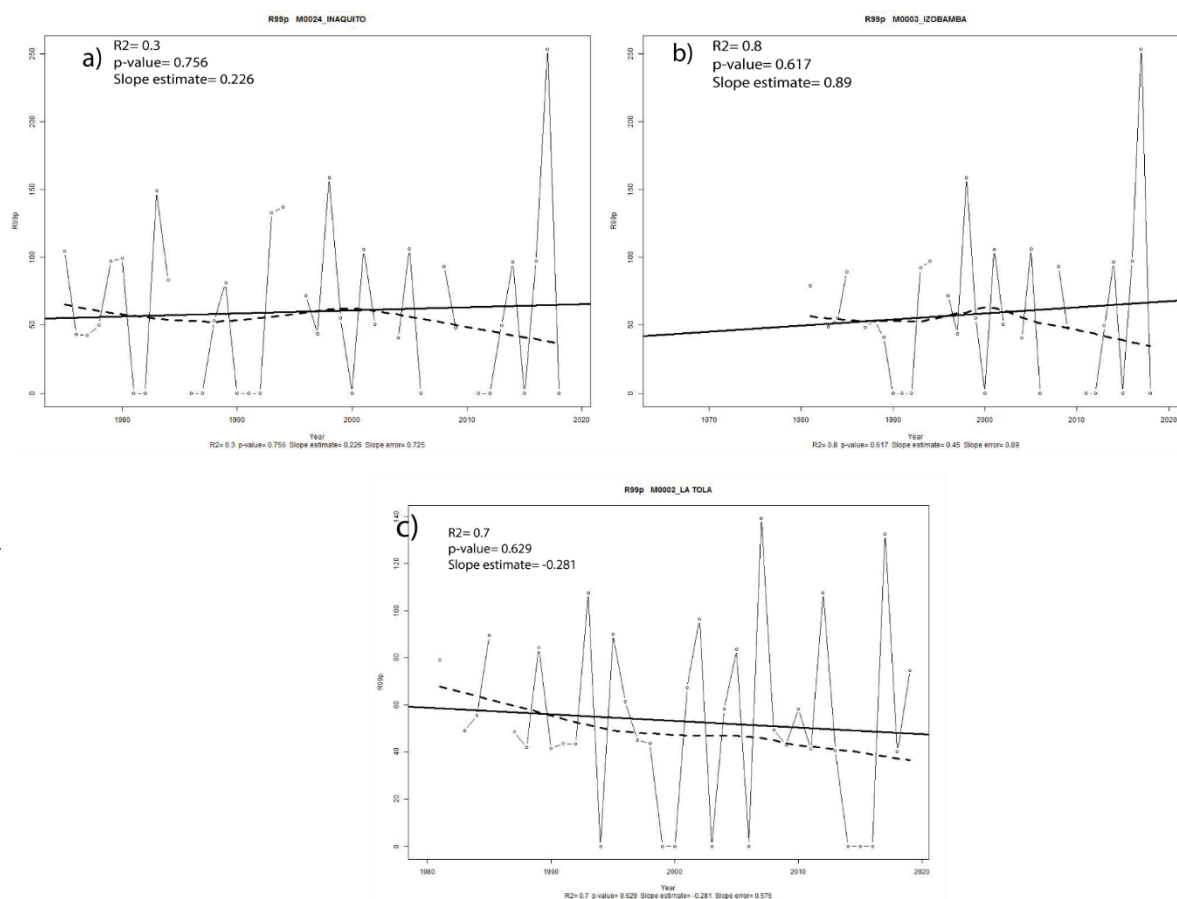 R99p M0024_INAQUITO
a)
R2= 0.3
p-value= 0.756
Slope estimate= 0.226
R99p
250
200
150
100
50
0
1980 1990 2000 2010 2020
Year
R2= 0.3 p-value= 0.756 Slope estimate= 0.226 Slope error= 0.725
R99p M0003_IZOBAMBA
b)
R2= 0.8
p-value= 0.617
Slope estimate= 0.89
R99p
250
200
150
100
50
0
1970 1980 1990 2000 2010 2020
Year
R2= 0.8 p-value= 0.617 Slope estimate= 0.45 Slope error= 0.89
R99p M0002_LA TOLA
c)
R2= 0.7
p-value= 0.629
Slope estimate= -0.281
R99p
140
120
100
80
60
40
20
0
1980 1990 2000 2010 2020
Year
R2= 0.7 p-value= 0.629 Slope estimate= -0.281 Slope error= 0.576